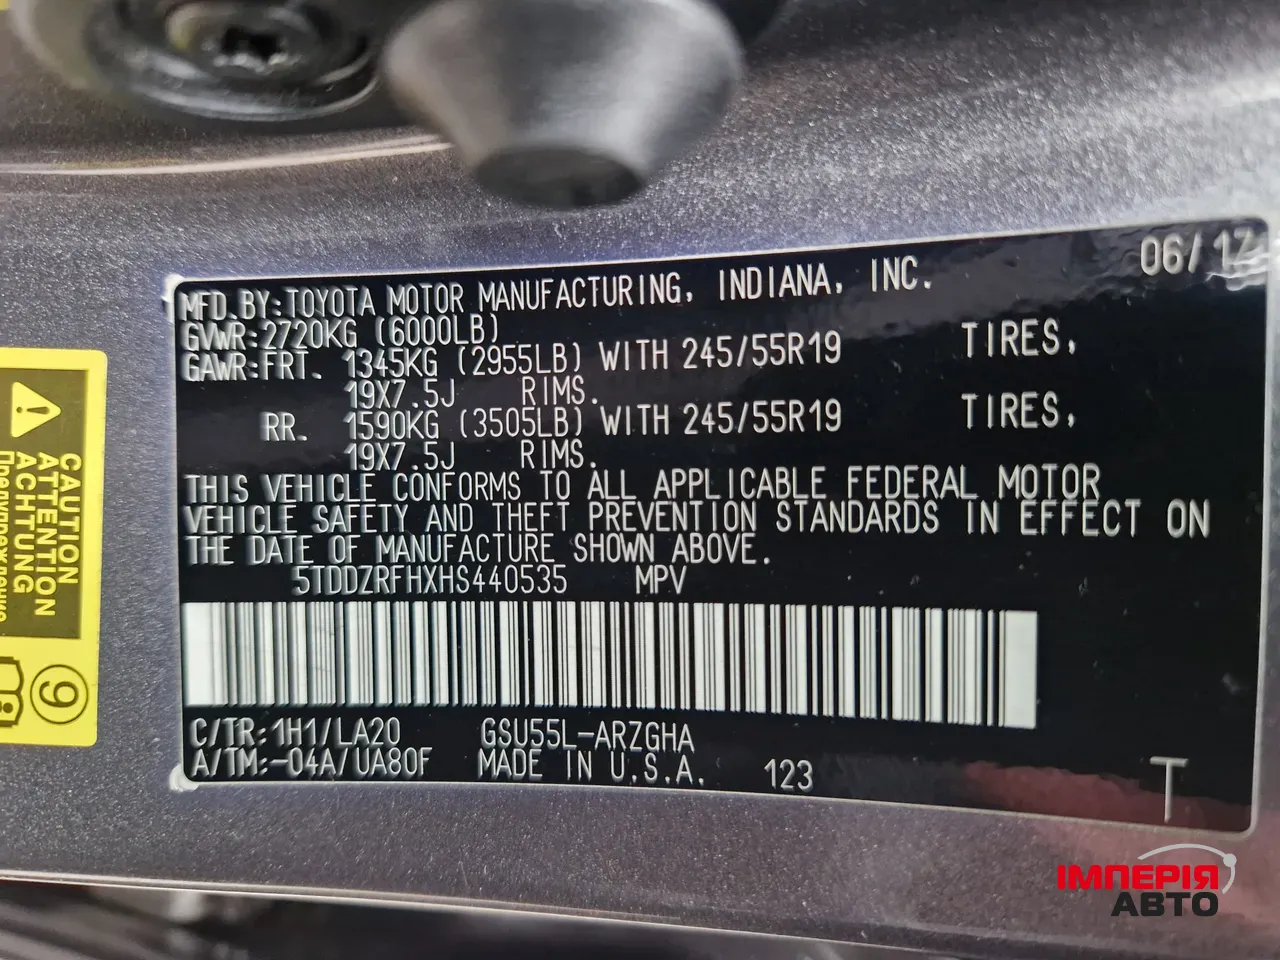 06/17
MFD.BY:TOYOTA MOTOR MANUFACTURING, INDIANA, INC.
GVWR:2720KG (6000LB)
GAWR:FRT. 1345KG (2955LB) WITH 245/55R19 TIRES,
19X7.5J RIMS.
RR. 1590KG (3505LB) WITH 245/55R19 TIRES,
19X7.5J RIMS.
THIS VEHICLE CONFORMS TO ALL APPLICABLE FEDERAL MOTOR
VEHICLE SAFETY AND THEFT PREVENTION STANDARDS IN EFFECT ON
THE DATE OF MANUFACTURE SHOWN ABOVE.
5TDDZRFHXHS440535 MPV
C/TR:1H1/LA20 GSU55L-ARZGHA
A/TM:-04A/UA80F MADE IN U.S.A. 123
T
CAUTION
ATTENTION
ACHTUNG
9
ІМПЕРІЯ
АВТО